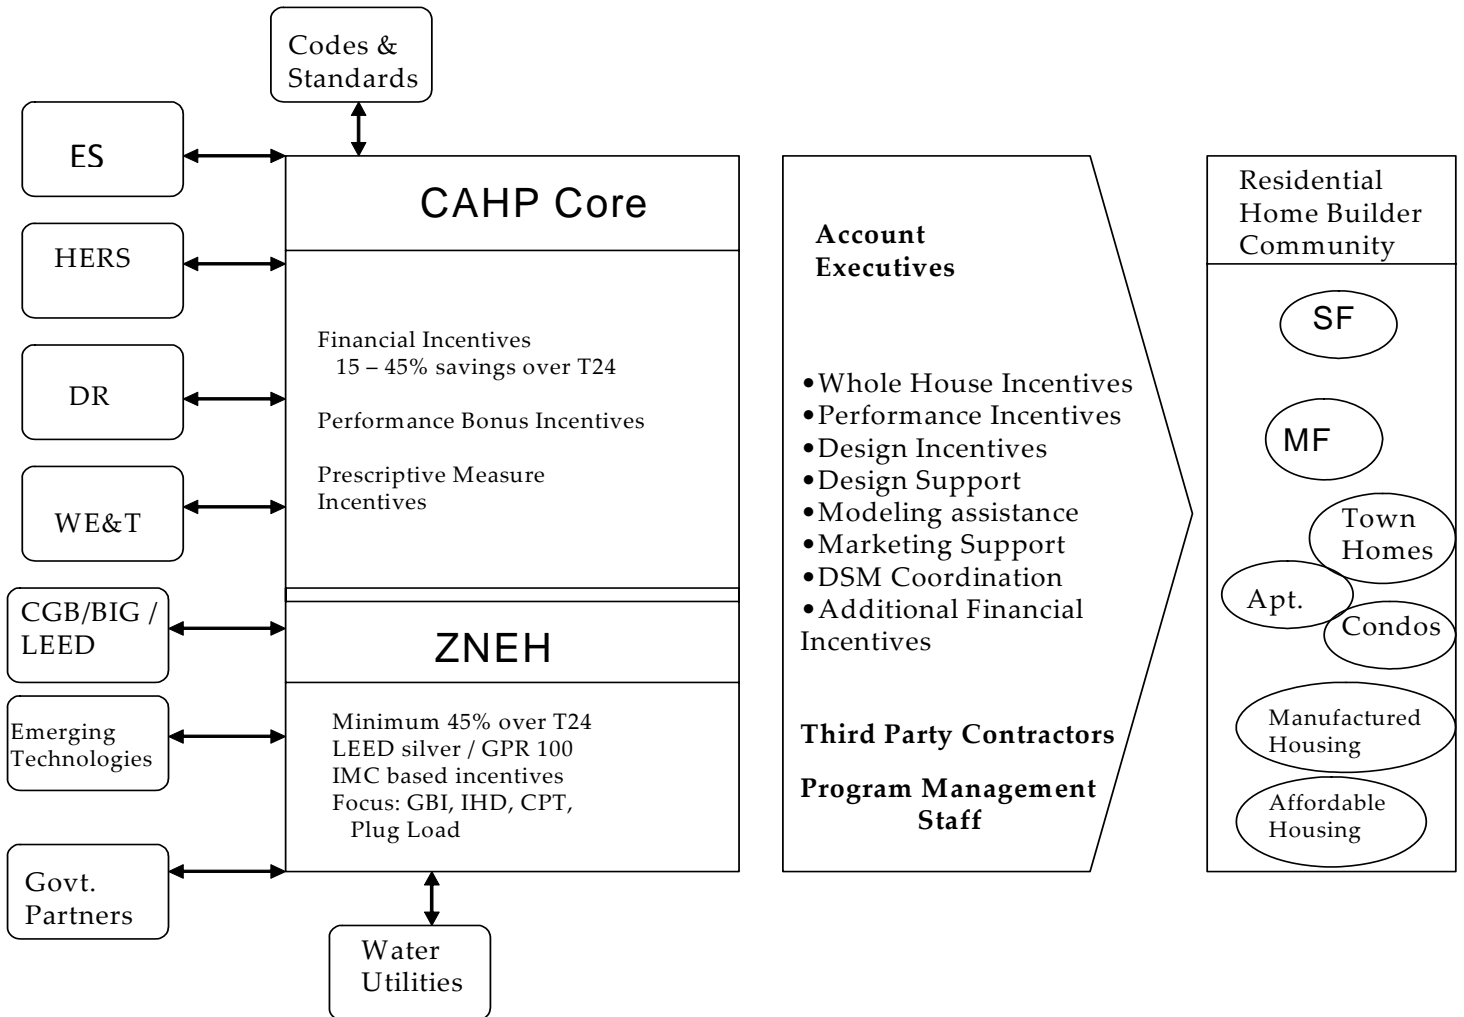 Codes &
Standards
ES
HERS
DR
WE&T
CGB/BIG /
LEED
Emerging
Technologies
Govt.
Partners
CAHP Core
Financial Incentives
15 – 45% savings over T24
Performance Bonus Incentives
Prescriptive Measure
Incentives
ZNEH
Minimum 45% over T24
LEED silver / GPR 100
IMC based incentives
Focus: GBI, IHD, CPT,
Plug Load
Water
Utilities
Account
Executives
•Whole House Incentives
•Performance Incentives
•Design Incentives
•Design Support
•Modeling assistance
•Marketing Support
•DSM Coordination
•Additional Financial
Incentives
Third Party Contractors
Program Management
Staff
Residential
Home Builder
Community
SF
MF
Town
Homes
Apt.
Condos
Manufactured
Housing
Affordable
Housing